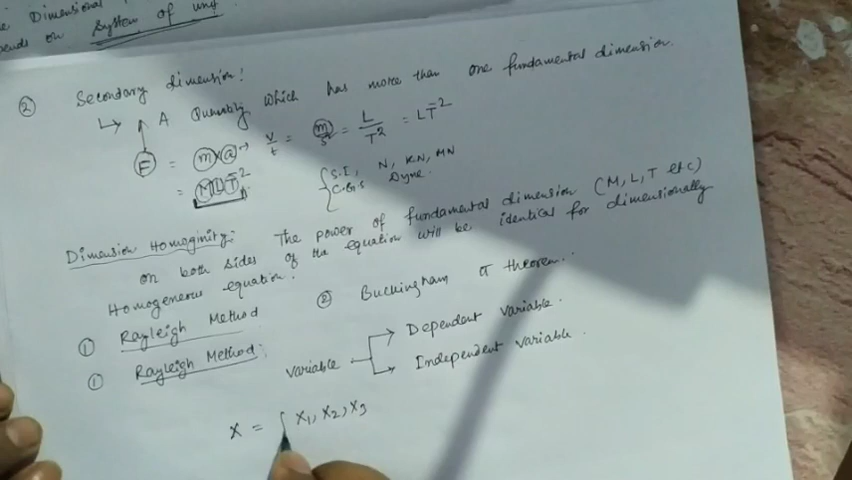 Dimensional
depends on System of unit
② Secondary dimension:
↳ A Quantity which has more than one fundamental dimension.
F = m×a → v/t = m/s² = L/T² = LT⁻²
= MLT⁻²
{ S.I, N, KN, MN
C.G.S Dyne.
Dimension Homoginity: The power of fundamental dimension (M, L, T etc)
on both sides of the equation will be identical for dimensionally
Homogeneous equation.
① Rayleigh Method ② Buckingham π theorem.
① Rayleigh Method:
variable → Dependent variable.
→ Independent variable.
X = ∫ X₁, X₂, X₃